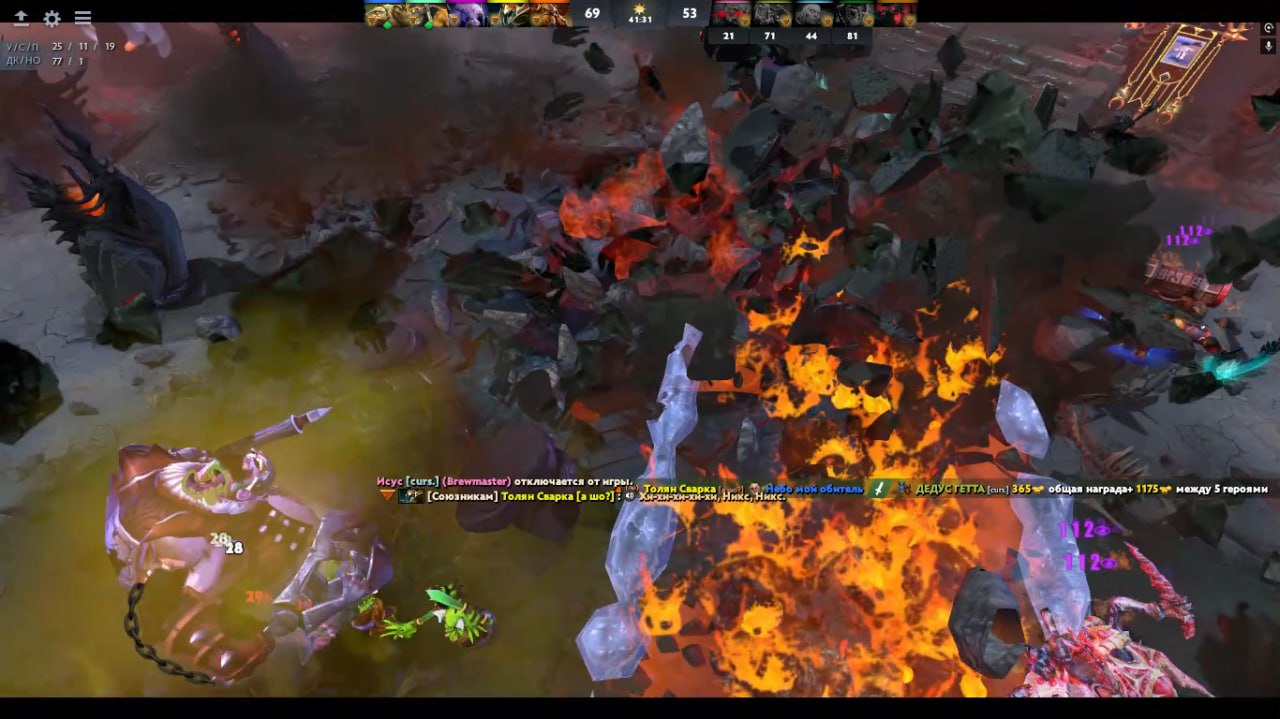 69 41:31 53
21 71 44 81
У/С/П 25 / 11 / 19
ДК/НО 77 / 1
112
112
Исус [curs.] (Brewmaster) отключается от игры.
Толян Сварка Небо мой обитель ДЕДУСТЕТТА [curs.] 365 общая награда+ 1175 между 5 героями
[Союзникам] Толян Сварка [а шо?] : Хи-хи-хи-хи-хи, Никс, Никс.
112
28
28
112
29